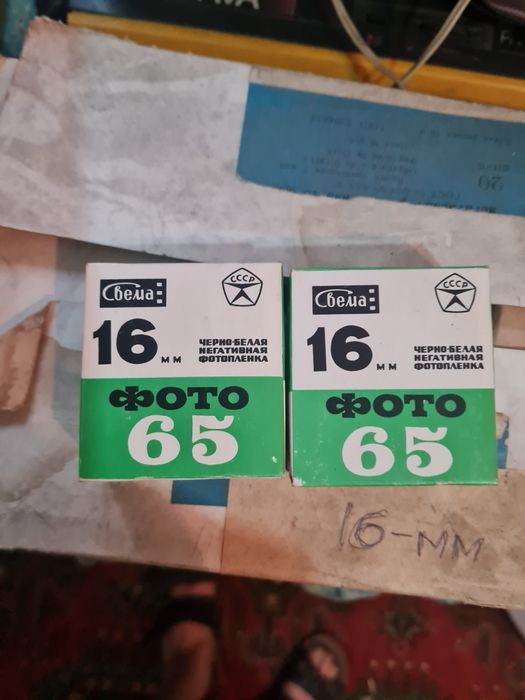 20
Свема
СССР
16 мм
ЧЕРНО-БЕЛАЯ
НЕГАТИВНАЯ
ФОТОПЛЕНКА
ФОТО
65
Свема
СССР
16 мм
ЧЕРНО-БЕЛАЯ
НЕГАТИВНАЯ
ФОТОПЛЕНКА
ФОТО
65
16-мм